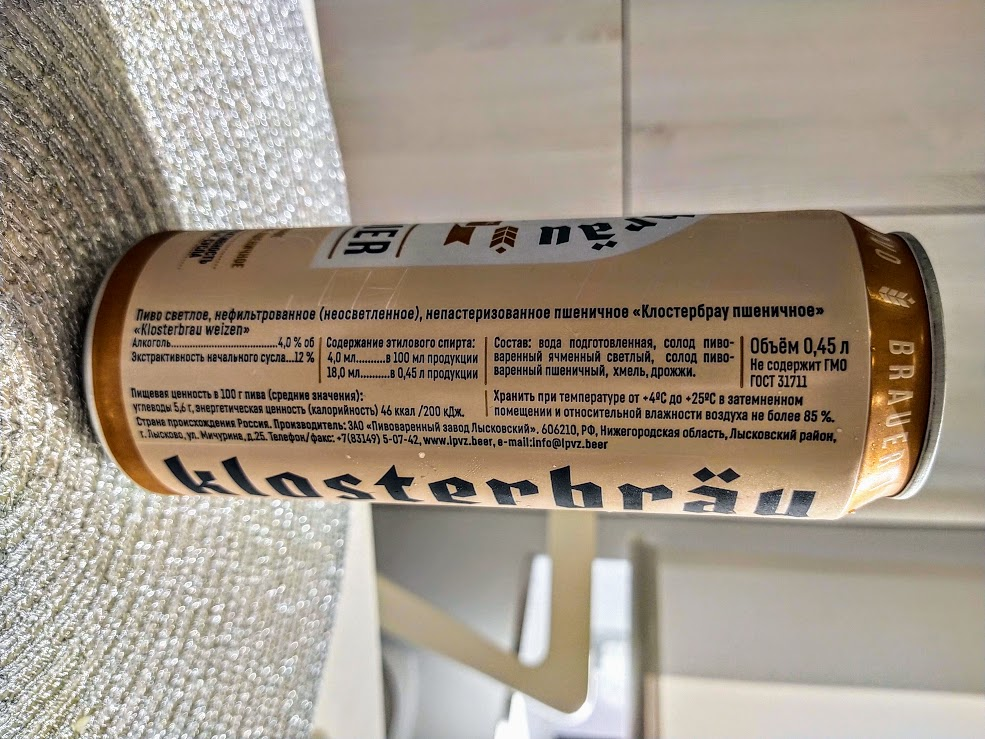 Пиво светлое, нефильтрованное (неосветленное), непастеризованное пшеничное «Клостербрау пшеничное»
«Klosterbrau weizen»
Алкоголь..........................4,0 % об
Экстрактивность начального сусла...12 %
Содержание этилового спирта:
4,0 мл..........в 100 мл продукции
18,0 мл..........в 0,45 л продукции
Состав: вода подготовленная, солод пиво-
варенный ячменный светлый, солод пиво-
варенный пшеничный, хмель, дрожжи.
Объём 0,45 л
Не содержит ГМО
ГОСТ 31711
Пищевая ценность в 100 г пива (средние значения):
углеводы 5,6 г, энергетическая ценность (калорийность) 46 ккал /200 кДж.
Хранить при температуре от +4ºС до +25ºС в затемненном
помещении и относительной влажности воздуха не более 85 %.
Страна происхождения Россия. Производитель: ЗАО «Пивоваренный завод Лысковский». 606210, РФ, Нижегородская область, Лысковский район,
г.Лысково, ул. Мичурина, д.25. Телефон/факс: +7(83149) 5-07-42, www.lpvz.beer, e-mail:info@lpvz.beer
klosterbräu
BRAUER